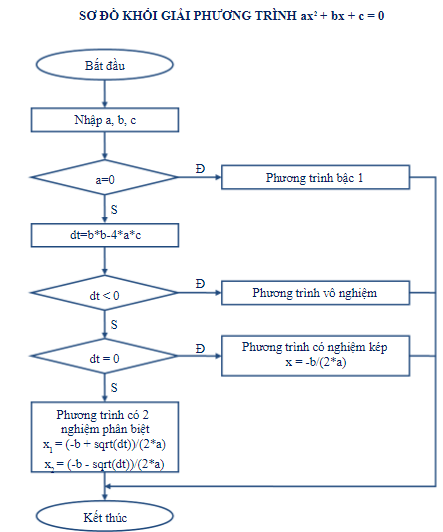 SƠ ĐỒ KHỐI GIẢI PHƯƠNG TRÌNH ax² + bx + c = 0
Bất đầu
Nhập a, b, c
a=0
Đ
Phương trình bậc 1
S
dt=b*b-4*a*c
dt < 0
Đ
Phương trình vô nghiệm
S
dt = 0
Đ
Phương trình có nghiệm kép
x = -b/(2*a)
S
Phương trình có 2
nghiệm phân biệt
x₁ = (-b + sqrt(dt))/(2*a)
x₂ = (-b - sqrt(dt))/(2*a)
Kết thúc